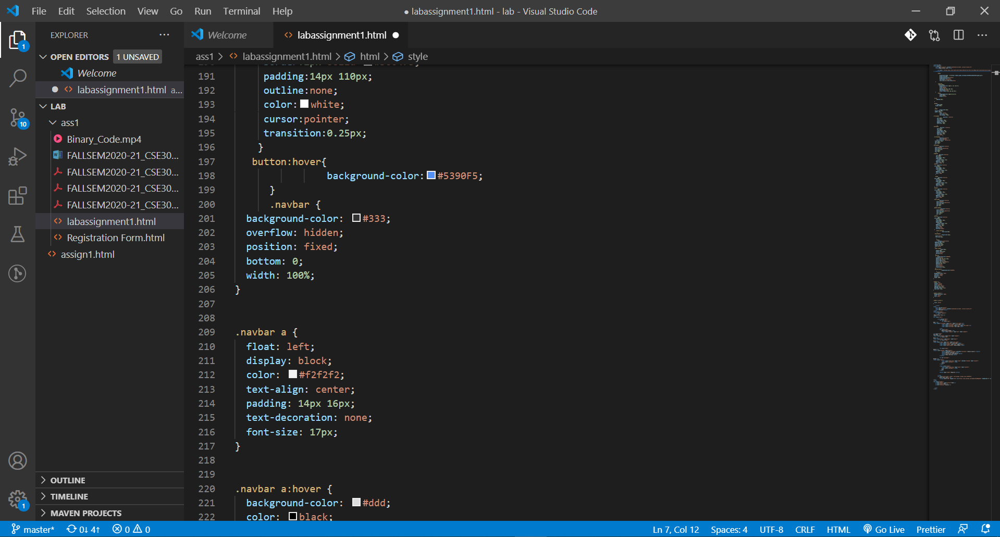 File Edit Selection View Go Run Terminal Help
● labassignment1.html - lab - Visual Studio Code
EXPLORER
Welcome
labassignment1.html
OPEN EDITORS 1 UNSAVED
Welcome
labassignment1.html a...
LAB
ass1
Binary_Code.mp4
FALLSEM2020-21_CSE30...
FALLSEM2020-21_CSE30...
FALLSEM2020-21_CSE30...
FALLSEM2020-21_CSE30...
labassignment1.html
Registration Form.html
assign1.html
OUTLINE
TIMELINE
MAVEN PROJECTS
1
10
1
ass1 > labassignment1.html > html > style
191 padding:14px 110px;
192 outline:none;
193 color:white;
194 cursor:pointer;
195 transition:0.25px;
196 }
197 button:hover{
198 background-color:#5390F5;
199 }
200 .navbar {
201 background-color: #333;
202 overflow: hidden;
203 position: fixed;
204 bottom: 0;
205 width: 100%;
206 }
207
208
209 .navbar a {
210 float: left;
211 display: block;
212 color: #f2f2f2;
213 text-align: center;
214 padding: 14px 16px;
215 text-decoration: none;
216 font-size: 17px;
217 }
218
219
220 .navbar a:hover {
221 background-color: #ddd;
222 color: black;
master* 0↓ 4↑ 0 0
Ln 7, Col 12 Spaces: 4 UTF-8 CRLF HTML Go Live Prettier